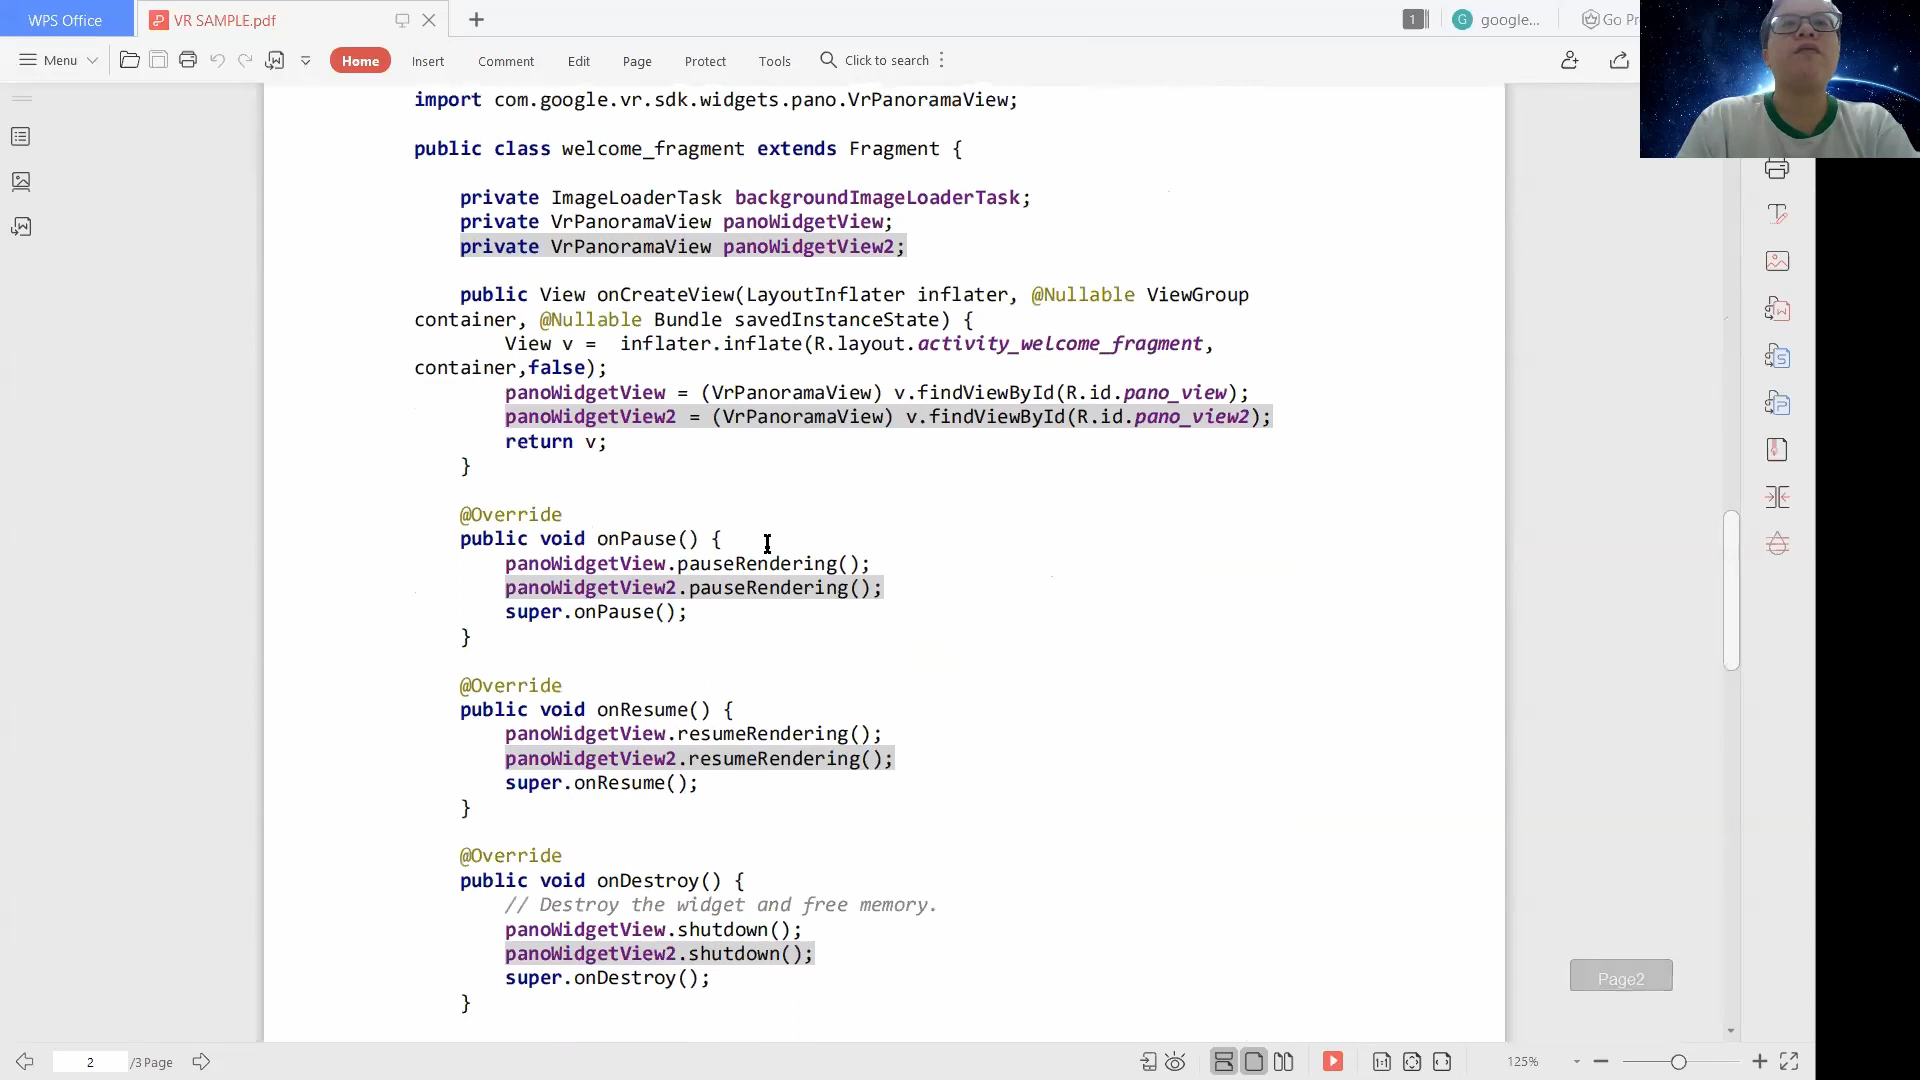 WPS Office
VR SAMPLE.pdf
1
G
google...
Go Pr
Menu
Home
Insert
Comment
Edit
Page
Protect
Tools
Click to search
import com.google.vr.sdk.widgets.pano.VrPanoramaView;
public class welcome_fragment extends Fragment {
private ImageLoaderTask backgroundImageLoaderTask;
private VrPanoramaView panoWidgetView;
private VrPanoramaView panoWidgetView2;
public View onCreateView(LayoutInflater inflater, @Nullable ViewGroup
container, @Nullable Bundle savedInstanceState) {
View v =  inflater.inflate(R.layout.activity_welcome_fragment,
container,false);
panoWidgetView = (VrPanoramaView) v.findViewById(R.id.pano_view);
panoWidgetView2 = (VrPanoramaView) v.findViewById(R.id.pano_view2);
return v;
}
@Override
public void onPause() {
panoWidgetView.pauseRendering();
panoWidgetView2.pauseRendering();
super.onPause();
}
@Override
public void onResume() {
panoWidgetView.resumeRendering();
panoWidgetView2.resumeRendering();
super.onResume();
}
@Override
public void onDestroy() {
// Destroy the widget and free memory.
panoWidgetView.shutdown();
panoWidgetView2.shutdown();
super.onDestroy();
}
Page2
2
/3 Page
125%